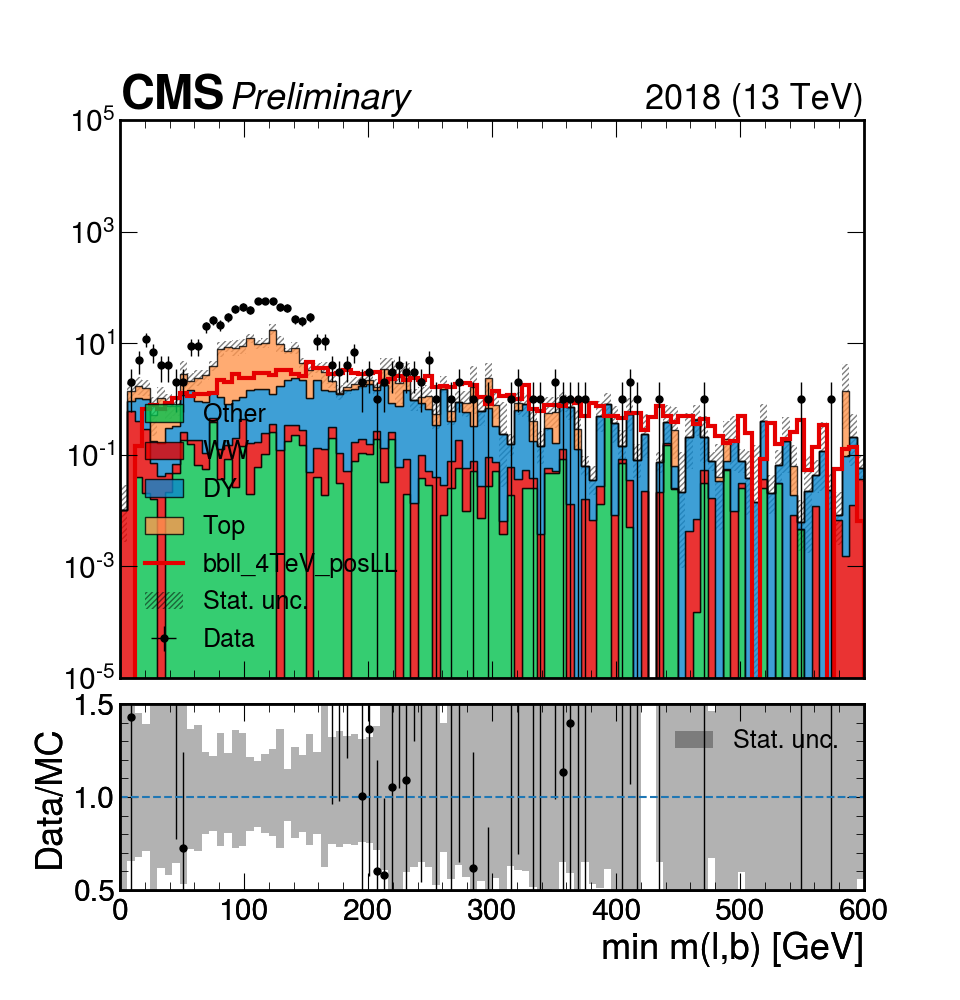 CMS Preliminary 2018 (13 TeV)
10^5
10^3
10^1
10^-1
10^-3
10^-5
Other
WW
DY
Top
bbll_4TeV_posLL
Stat. unc.
Data
1.5
1.0
0.5
Data/MC
Stat. unc.
0 100 200 300 400 500 600
min m(l,b) [GeV]